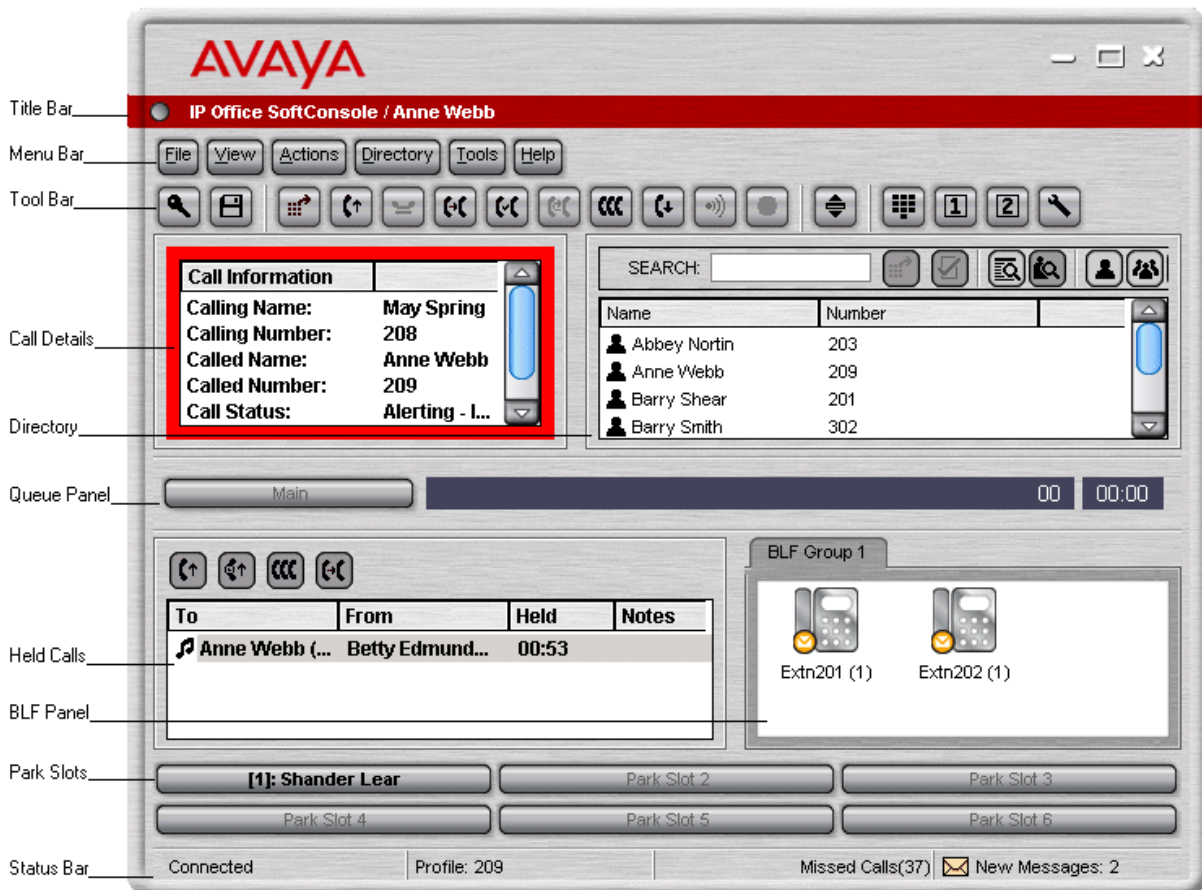 AVAYA
Title Bar
IP Office SoftConsole / Anne Webb
Menu Bar
File View Actions Directory Tools Help
Tool Bar
1 2
Call Details
Call Information
Calling Name: May Spring
Calling Number: 208
Called Name: Anne Webb
Called Number: 209
Call Status: Alerting - I...
Directory
SEARCH:
Name Number
Abbey Nortin 203
Anne Webb 209
Barry Shear 201
Barry Smith 302
Queue Panel
Main 00 00:00
Held Calls
To From Held Notes
Anne Webb (... Betty Edmund... 00:53
BLF Panel
BLF Group 1
Extn201 (1) Extn202 (1)
Park Slots
[1]: Shander Lear Park Slot 2 Park Slot 3
Park Slot 4 Park Slot 5 Park Slot 6
Status Bar
Connected Profile: 209 Missed Calls(37) New Messages: 2